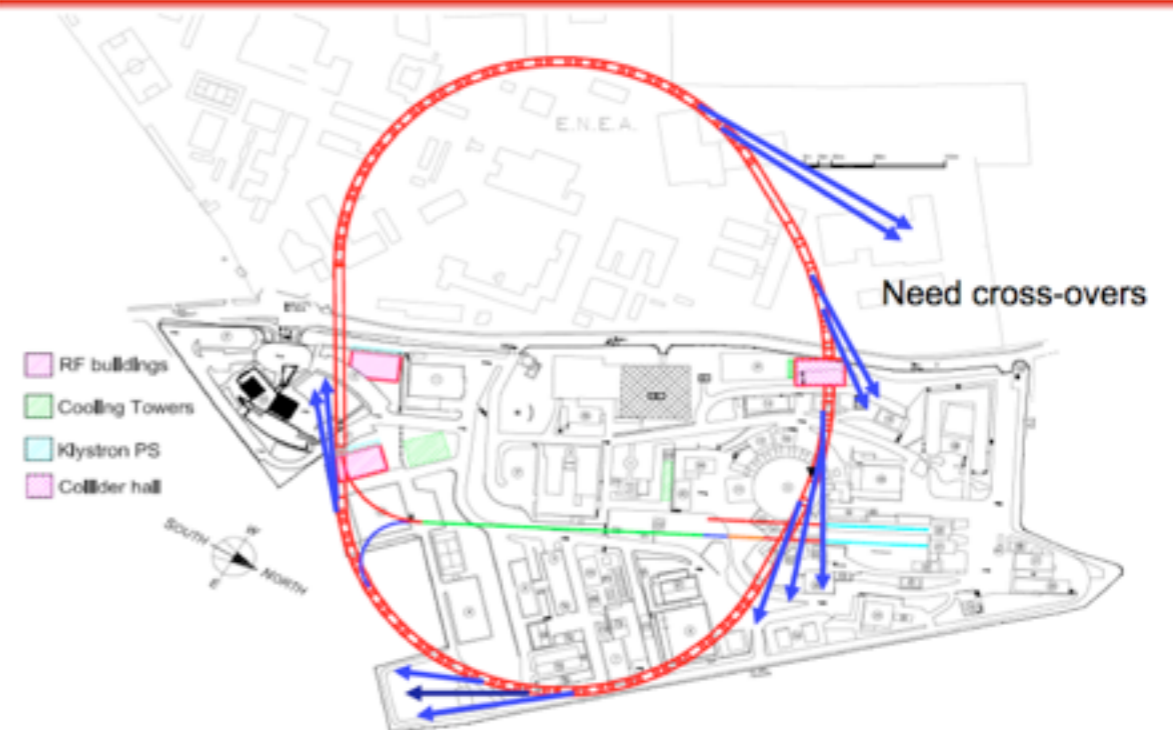 E.N.E.A.
Need cross-overs
RF buildings
Cooling Towers
Klystron PS
Collider hall
SOUTH
W
E
NORTH